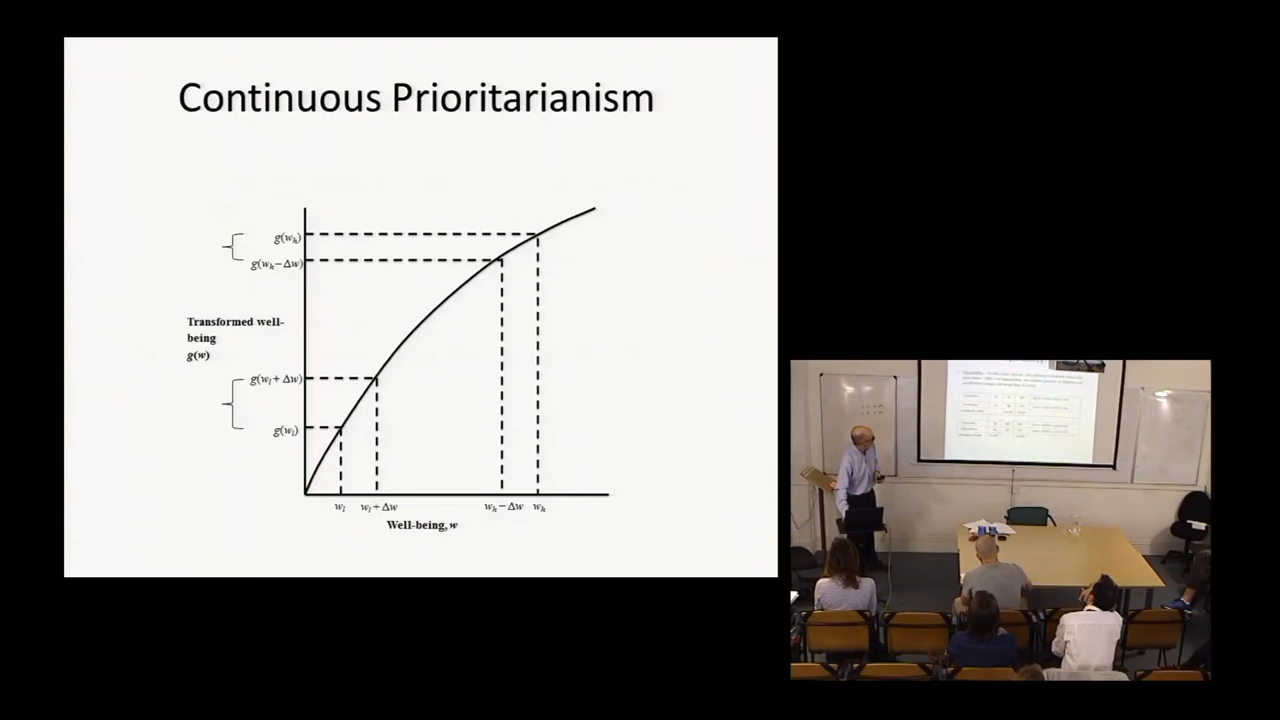 Continuous Prioritarianism
g(wₕ)
g(wₕ−Δw)
Transformed well-
being
g(w)
g(wₗ+Δw)
g(wₗ)
wₗ wₗ+Δw wₕ−Δw wₕ
Well-being, w